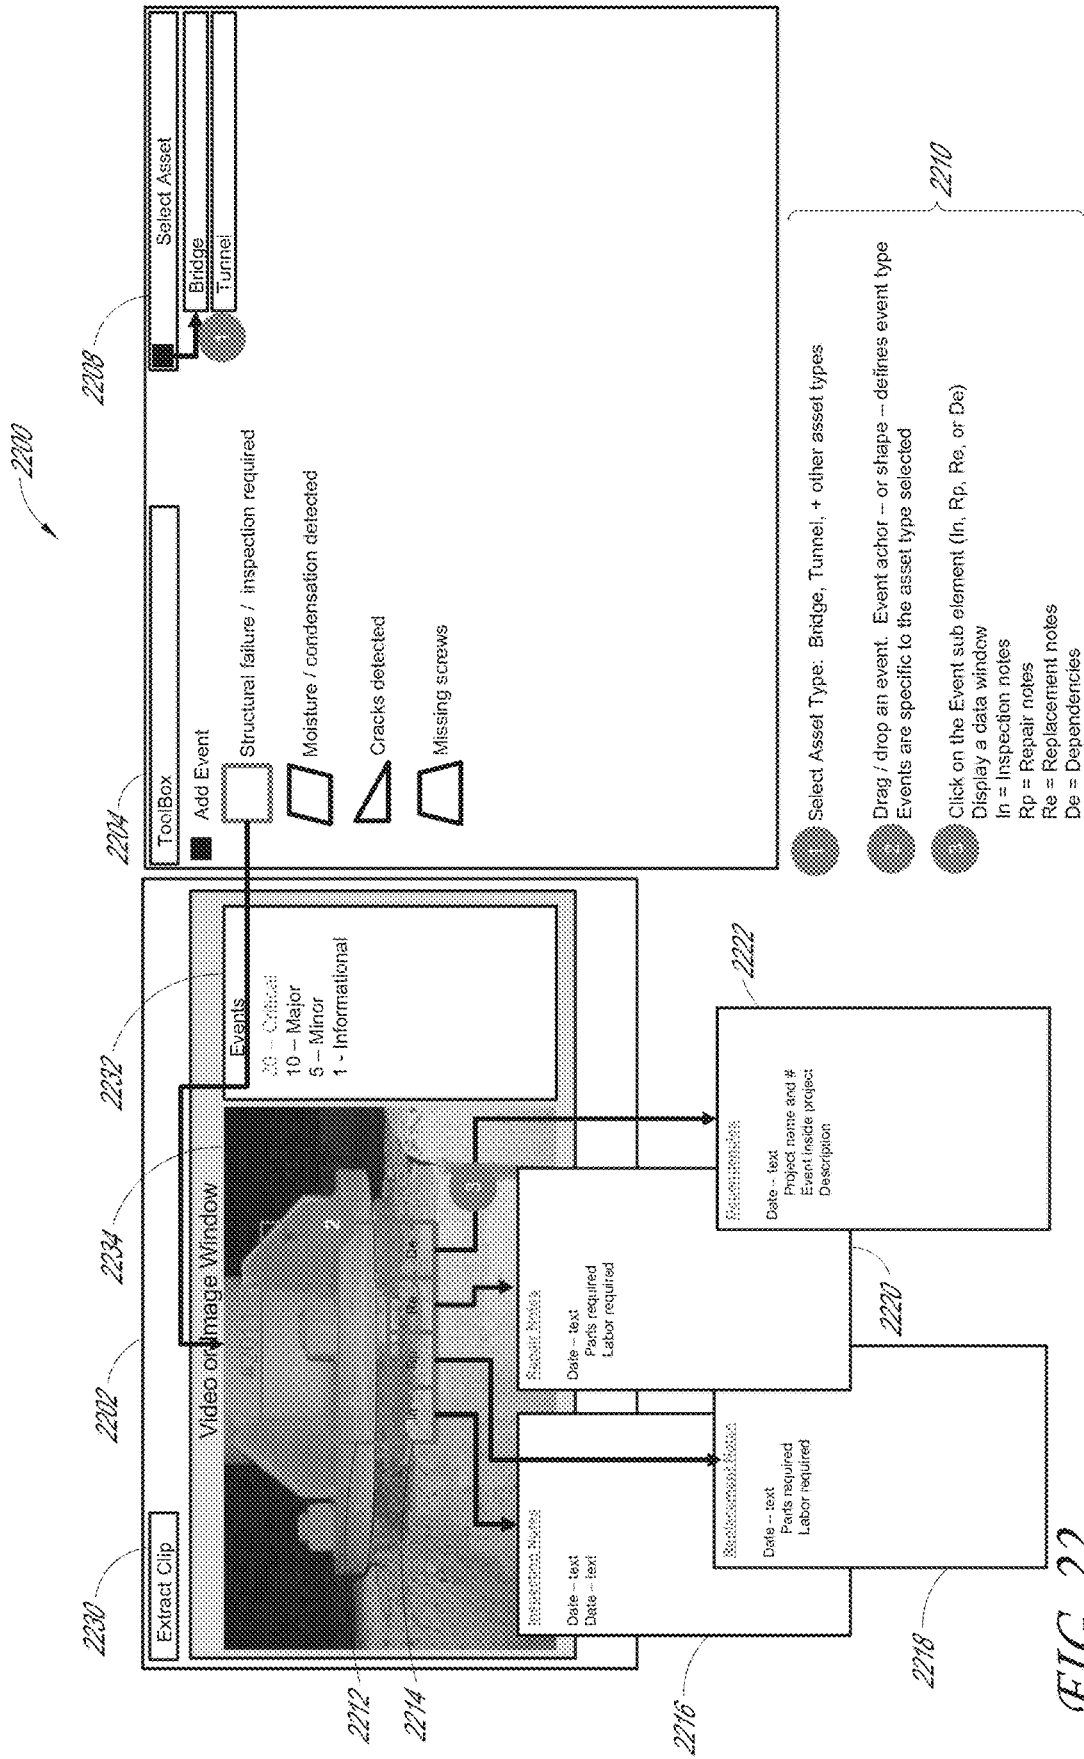 2200
2230
2202
2234
2232
2204
2208
Extract Clip
Video or Image Window
Events
20 – Critical
10 – Major
5 – Minor
1 - Informational
In
Re
De
2212
2214
ToolBox
Add Event
Structural failure / inspection required
Moisture / condensation detected
Cracks detected
Missing screws
Select Asset
Bridge
Tunnel
Inspection Notes
Date – text
Date – text
2216
Replacement Notes
Date – text
Parts required
Labor required
2218
Repair Notes
Date – text
Parts required
Labor required
2220
Dependencies
Date – text
Project name and #
Event inside project
Description
2222
Select Asset Type: Bridge, Tunnel, + other asset types
Drag / drop an event. Event achor – or shape – defines event type
Events are specific to the asset type selected
Click on the Event sub element (In, Rp, Re, or De)
Display a data window
In = Inspection notes
Rp = Repair notes
Re = Replacement notes
De = Dependencies
2210
FIG. 22